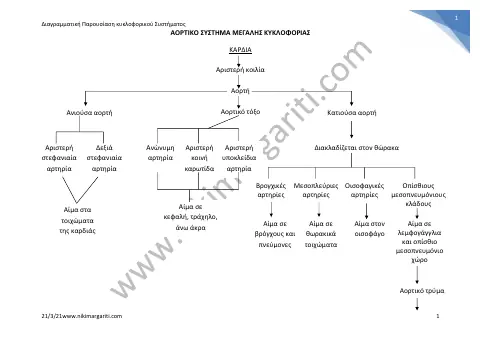 1
Διαγραμματική Παρουσίαση κυκλοφορικού Συστήματος
ΑΟΡΤΙΚΟ ΣΥΣΤΗΜΑ ΜΕΓΑΛΗΣ ΚΥΚΛΟΦΟΡΙΑΣ
ΚΑΡΔΙΑ
Αριστερή κοιλία
Αορτή
Ανιούσα αορτή
Αορτικό τόξο
Κατιούσα αορτή
Αριστερή
στεφανιαία
αρτηρία
Δεξιά
στεφανιαία
αρτηρία
Ανώνυμη
αρτηρία
Αριστερή
κοινή
καρωτίδα
Αριστερή
υποκλείδια
αρτηρία
Διακλαδίζεται στον θώρακα
Αίμα στα
τοιχώματα
της καρδιάς
Αίμα σε
κεφαλή, τράχηλο,
άνω άκρα
Βρογχικές
αρτηρίες
Μεσοπλεύριες
αρτηρίες
Οισοφαγικές
αρτηρίες
Οπίσθιους
μεσοπνευμόνιους
κλάδους
Αίμα σε
βρόγχους και
πνεύμονες
Αίμα σε
θωρακικά
τοιχώματα
Αίμα στον
οισοφάγο
Αίμα σε
λεμφογάγγλια
και οπίσθιο
μεσοπνευμόνιο
χώρο
Αορτικό τρύμα
www.nikimargariti.com
21/3/21www.nikimargariti.com
1